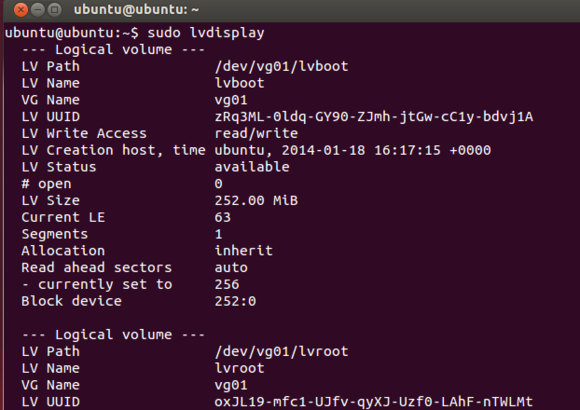 ubuntu@ubuntu: ~
ubuntu@ubuntu:~$ sudo lvdisplay
--- Logical volume ---
LV Path /dev/vg01/lvboot
LV Name lvboot
VG Name vg01
LV UUID zRq3ML-0ldq-GY90-ZJmh-jtGw-cC1y-bdvj1A
LV Write Access read/write
LV Creation host, time ubuntu, 2014-01-18 16:17:15 +0000
LV Status available
# open 0
LV Size 252.00 MiB
Current LE 63
Segments 1
Allocation inherit
Read ahead sectors auto
- currently set to 256
Block device 252:0
--- Logical volume ---
LV Path /dev/vg01/lvroot
LV Name lvroot
VG Name vg01
LV UUID oxJL19-mfc1-UJfv-qyXJ-Uzf0-LAhF-nTWLMt